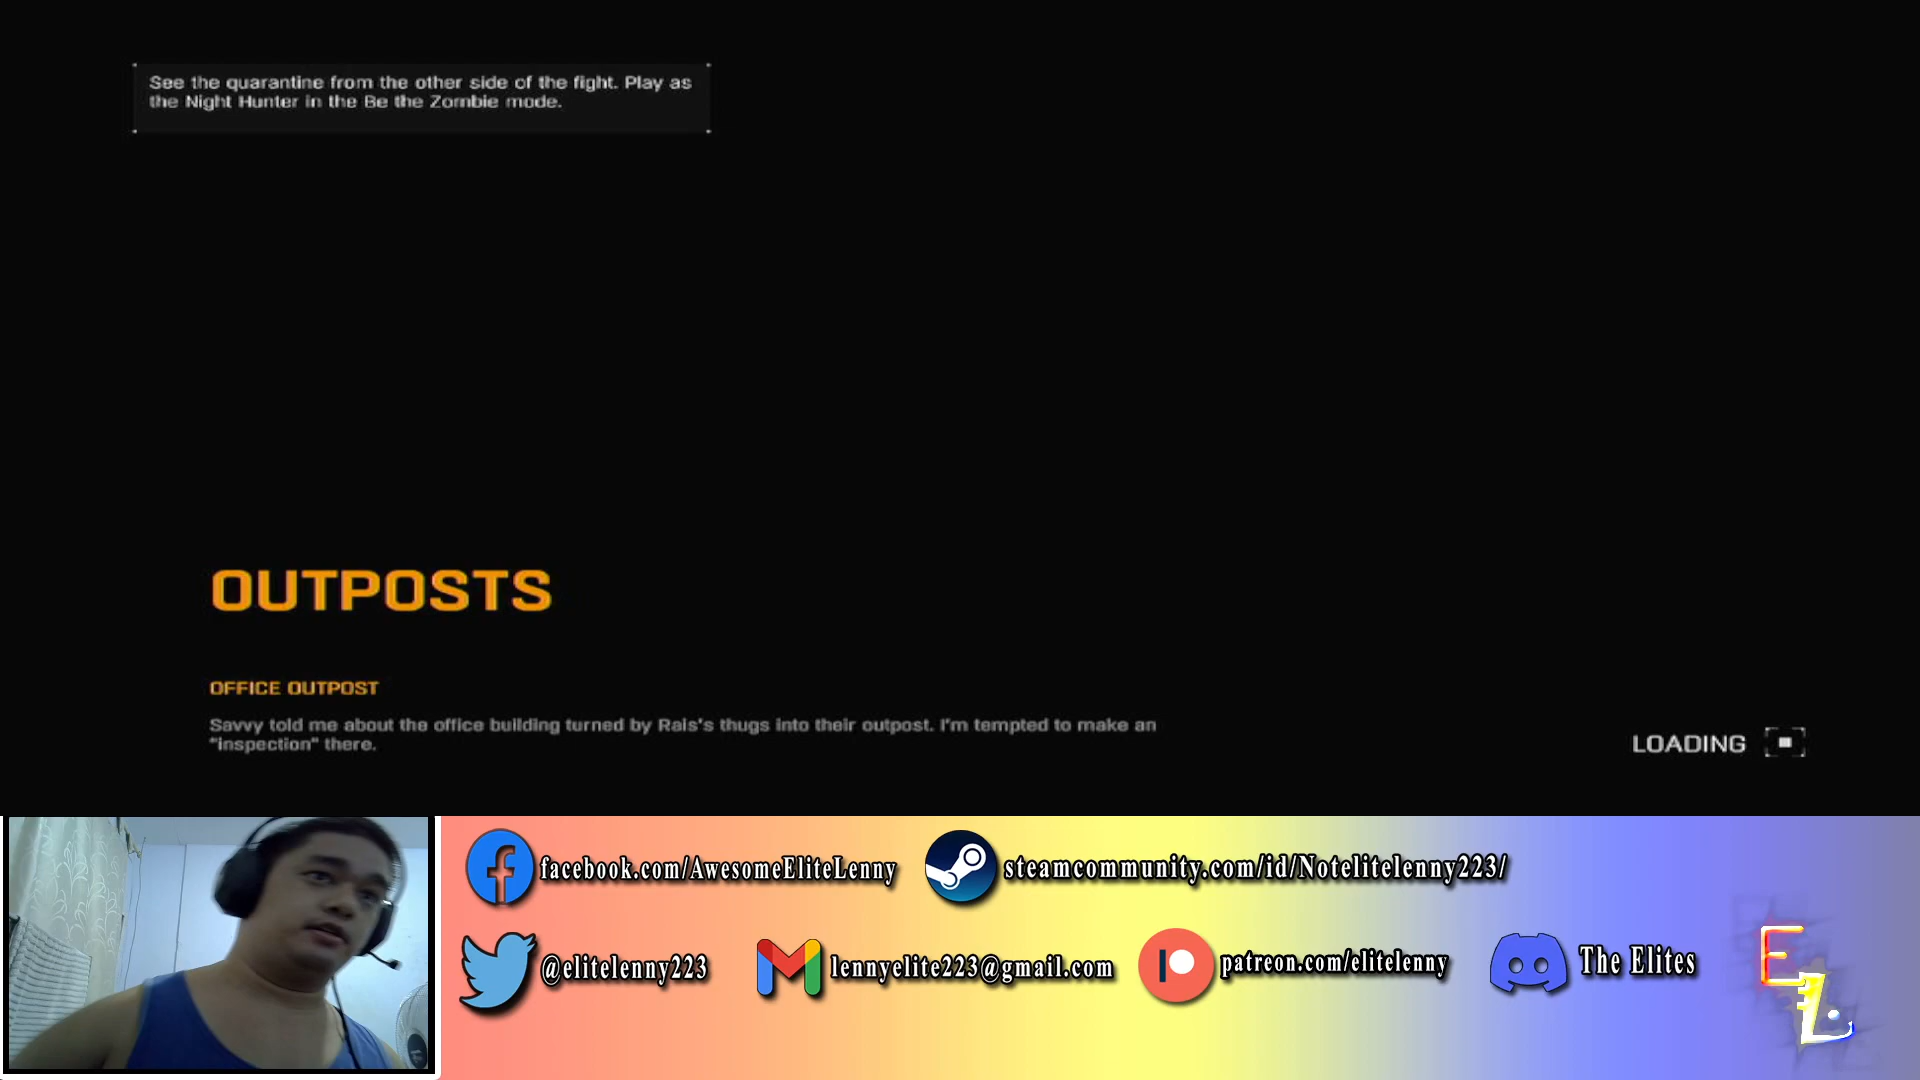 See the quarantine from the other side of the fight. Play as
the Night Hunter in the Be the Zombie mode.
OUTPOSTS
OFFICE OUTPOST
Savvy told me about the office building turned by Rais's thugs into their outpost. I'm tempted to make an
"inspection" there.
LOADING
facebook.com/AwesomeEliteLenny
steamcommunity.com/id/Notelitelenny223/
@elitelenny223
lennyelite223@gmail.com
patreon.com/elitelenny
The Elites
EL